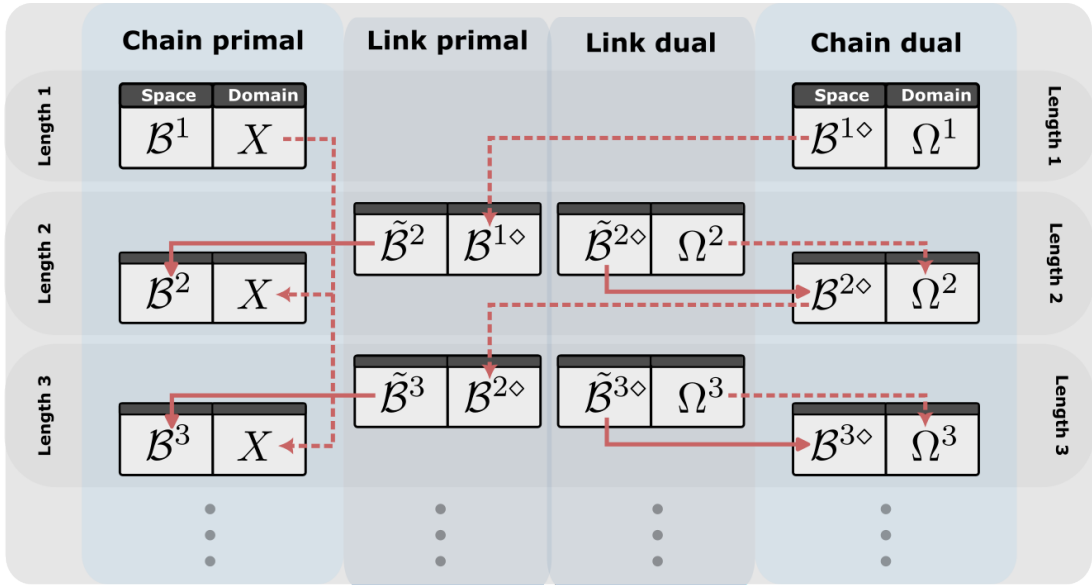 Chain primal Link primal Link dual Chain dual
Length 1 Space Domain Space Domain Length 1
ℬ¹ X ℬ¹⋄ Ω¹
Length 2 ℬ̃² ℬ¹⋄ ℬ̃²⋄ Ω² Length 2
ℬ² X ℬ²⋄ Ω²
Length 3 ℬ̃³ ℬ²⋄ ℬ̃³⋄ Ω³ Length 3
ℬ³ X ℬ³⋄ Ω³